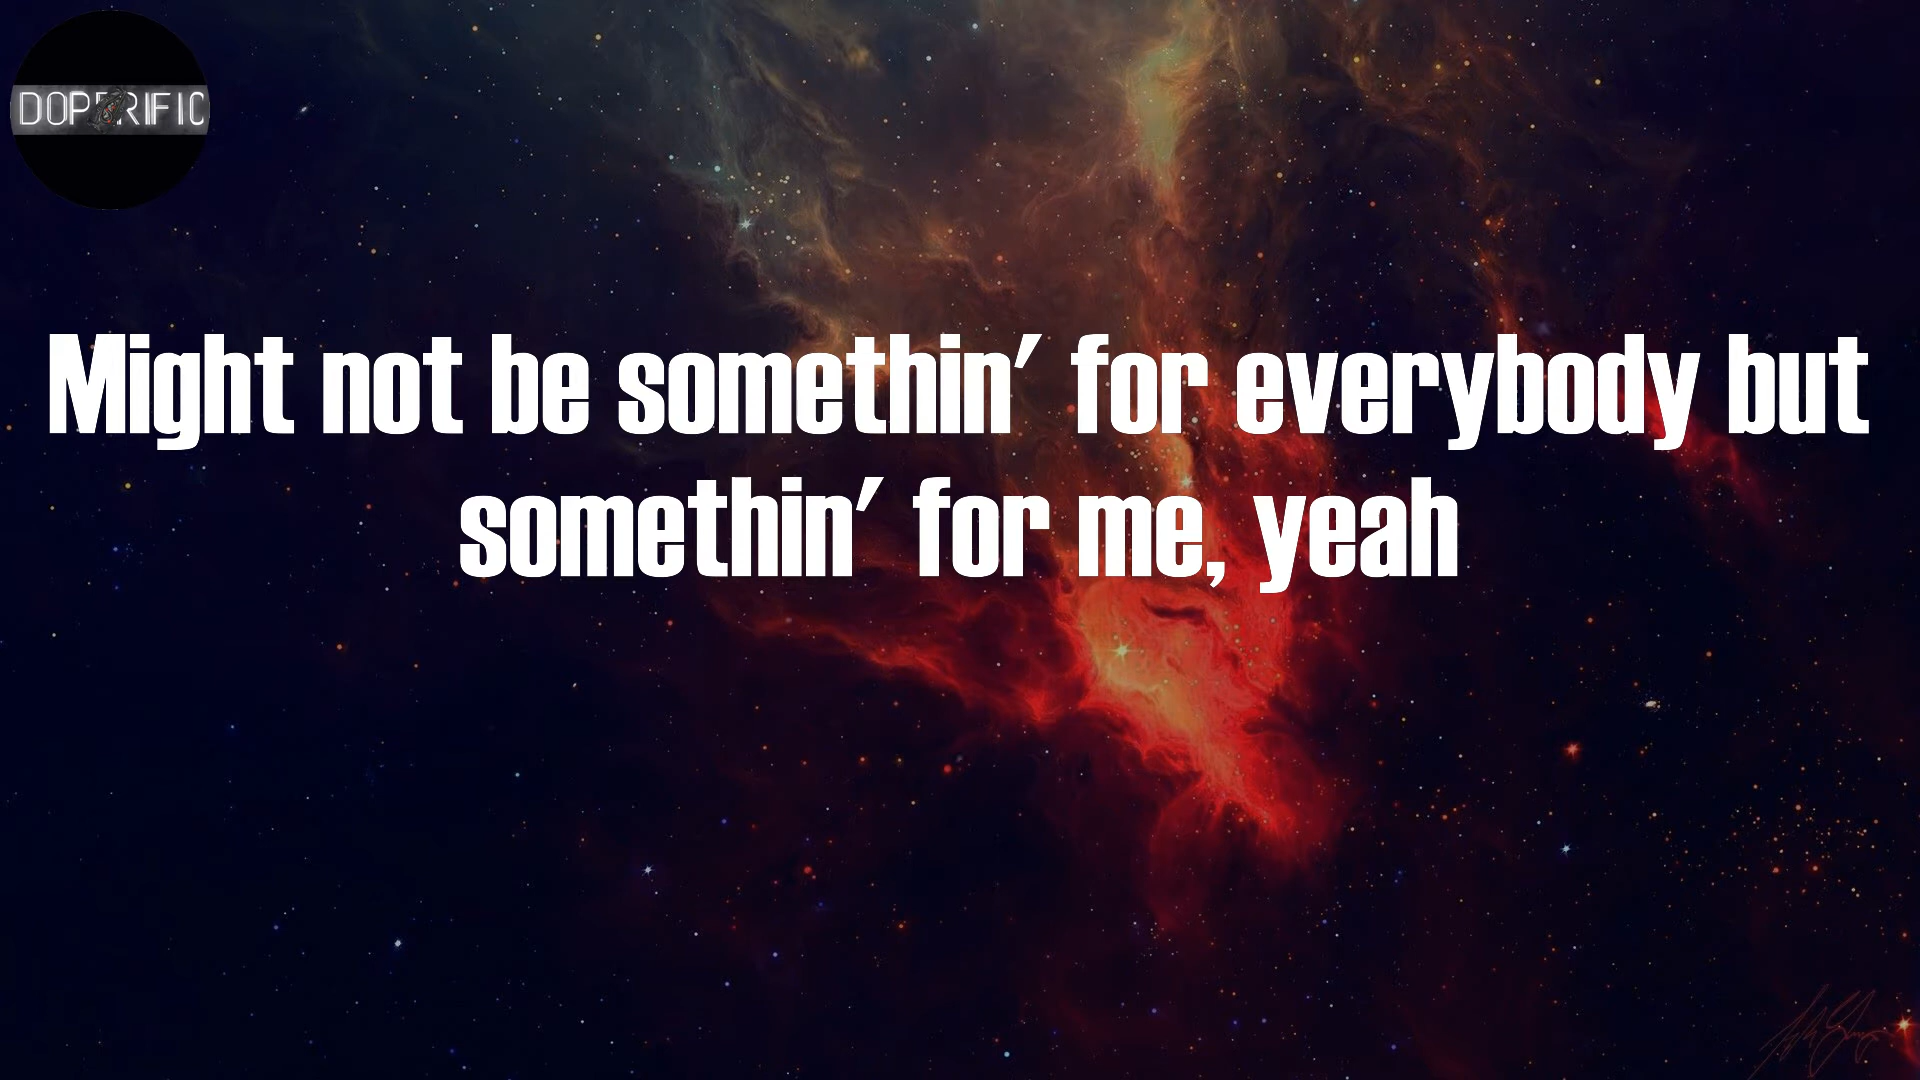 DOPERIFIC
Might not be somethin' for everybody but
somethin' for me, yeah